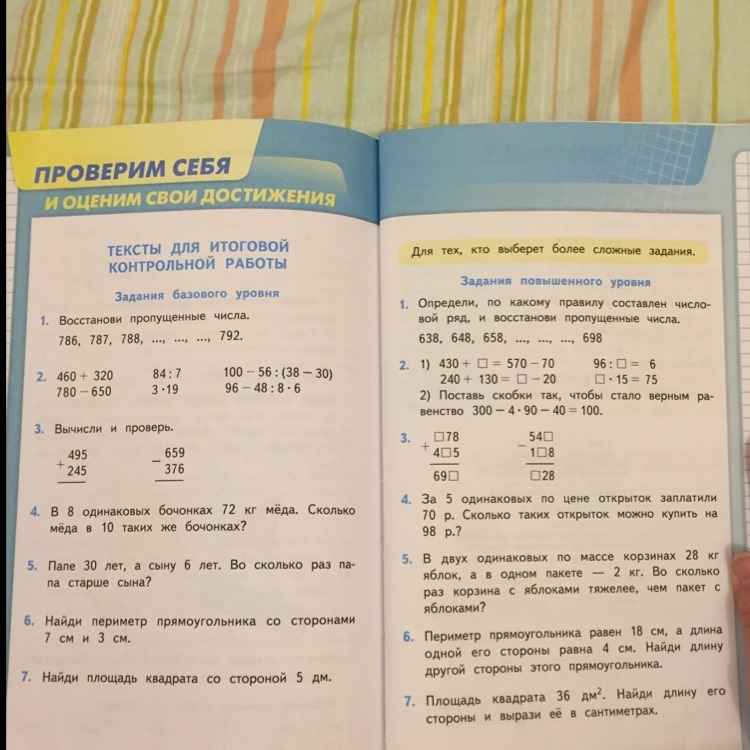 ПРОВЕРИМ СЕБЯ
И ОЦЕНИМ СВОИ ДОСТИЖЕНИЯ
ТЕКСТЫ ДЛЯ ИТОГОВОЙ
КОНТРОЛЬНОЙ РАБОТЫ
Задания базового уровня
1. Восстанови пропущенные числа.
786, 787, 788, ..., ..., ..., 792.
2. 460 + 320 84 : 7 100 − 56 : (38 − 30)
780 − 650 3 · 19 96 − 48 : 8 · 6
3. Вычисли и проверь.
495 659
+ −
245 376
4. В 8 одинаковых бочонках 72 кг мёда. Сколько
мёда в 10 таких же бочонках?
5. Папе 30 лет, а сыну 6 лет. Во сколько раз па-
па старше сына?
6. Найди периметр прямоугольника со сторонами
7 см и 3 см.
7. Найди площадь квадрата со стороной 5 дм.
Для тех, кто выберет более сложные задания.
Задания повышенного уровня
1. Определи, по какому правилу составлен число-
вой ряд, и восстанови пропущенные числа.
638, 648, 658, ..., ..., ..., 698
2. 1) 430 + □ = 570 − 70 96 : □ = 6
240 + 130 = □ − 20 □ · 15 = 75
2) Поставь скобки так, чтобы стало верным ра-
венство 300 − 4 · 90 − 40 = 100.
3. □78 54□
+ −
4□5 1□8
69□ □28
4. За 5 одинаковых по цене открыток заплатили
70 р. Сколько таких открыток можно купить на
98 р.?
5. В двух одинаковых по массе корзинах 28 кг
яблок, а в одном пакете — 2 кг. Во сколько
раз корзина с яблоками тяжелее, чем пакет с
яблоками?
6. Периметр прямоугольника равен 18 см, а длина
одной его стороны равна 4 см. Найди длину
другой стороны этого прямоугольника.
7. Площадь квадрата 36 дм². Найди длину его
стороны и вырази её в сантиметрах.